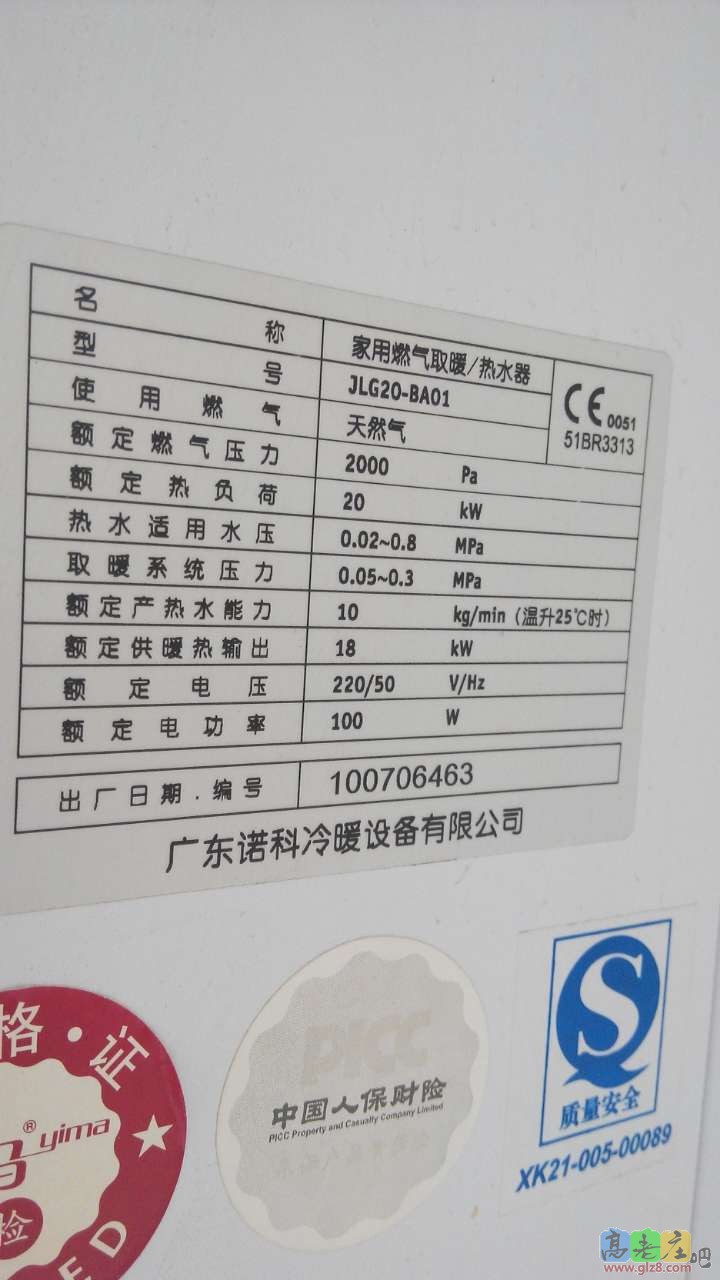 名称 家用燃气取暖/热水器
型号 JLG20-BA01
CE 0051
51BR3313
使用燃气 天然气
额定燃气压力 2000 Pa
额定热负荷 20 kW
热水适用水压 0.02~0.8 MPa
取暖系统压力 0.05~0.3 MPa
额定产热水能力 10 kg/min(温升25℃时)
额定供暖热输出 18 kW
额定电压 220/50 V/Hz
额定电功率 100 W
出厂日期.编号 100706463
广东诺科冷暖设备有限公司
格·证
®
yima
检
ED
PICC
中国人保财险
PICC Property and Casualty Company Limited
质量安全
XK21-005-00089
高老庄吧
www.glz8.com